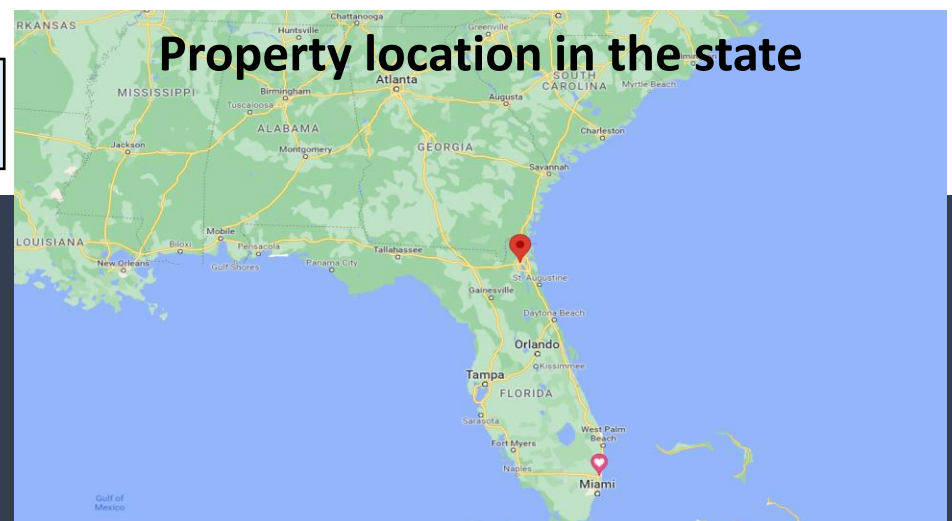 Chattanooga
RKANSAS
Huntsville
Greenville
Property location in the state
Atlanta
SOUTH
CAROLINA
MISSISSIPPI
Birmingham
Myrtle Beach
Augusta
Tuscaloosa
ALABAMA
Charleston
Jackson
Montgomery
GEORGIA
Savannah
Mobile
LOUISIANA
Biloxi
Pensacola
Tallahassee
New Orleans
Gulf Shores
Panama City
St. Augustine
Gainesville
Daytona Beach
Orlando
Kissimmee
Tampa
FLORIDA
Sarasota
West Palm
Beach
Fort Myers
Naples
Miami
Gulf of
Mexico